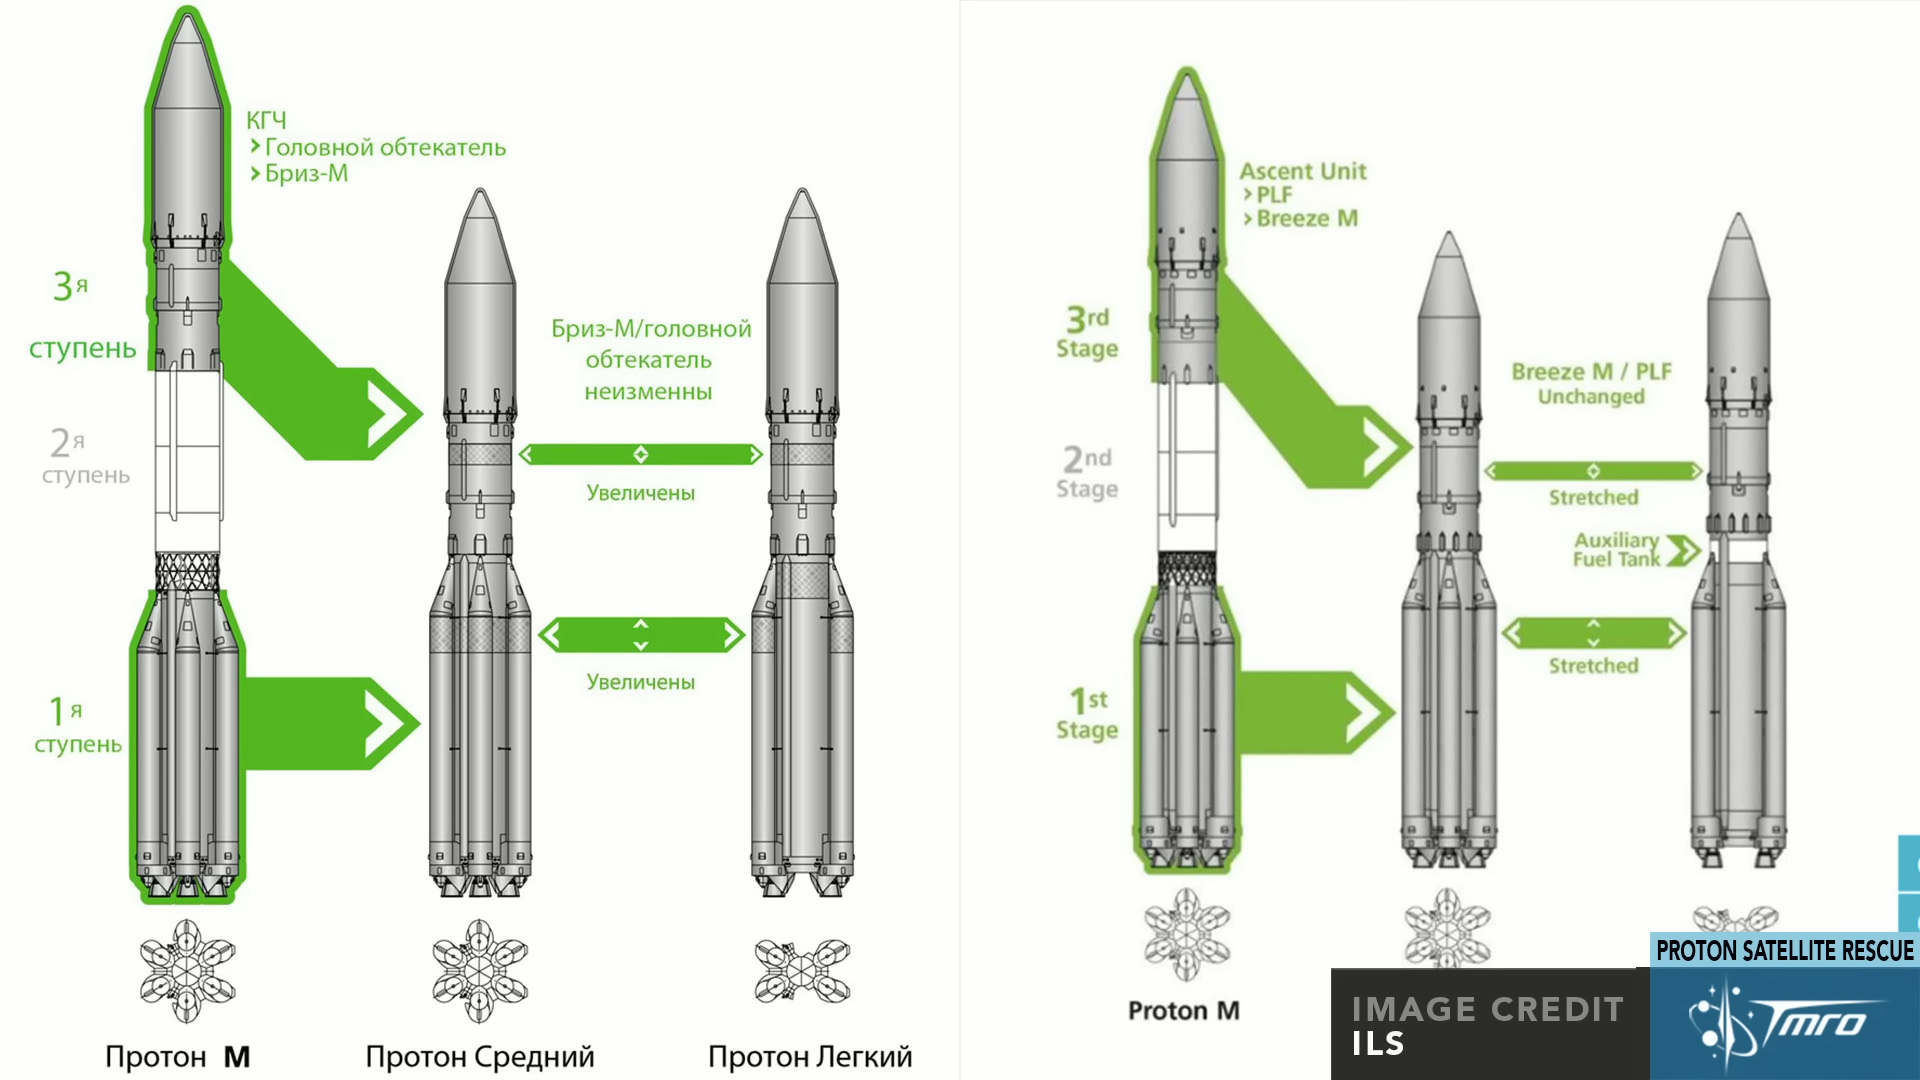 КГЧ
Головной обтекатель
Бриз-М
3я
ступень
2я
ступень
Бриз-М/головной
обтекатель
неизменны
Увеличены
Увеличены
1я
ступень
Протон М
Протон Средний
Протон Легкий
Ascent Unit
PLF
Breeze M
3rd
Stage
2nd
Stage
Breeze M / PLF
Unchanged
Stretched
Auxiliary
Fuel Tank
Stretched
1st
Stage
Proton M
PROTON SATELLITE RESCUE
IMAGE CREDIT
ILS
TMRO